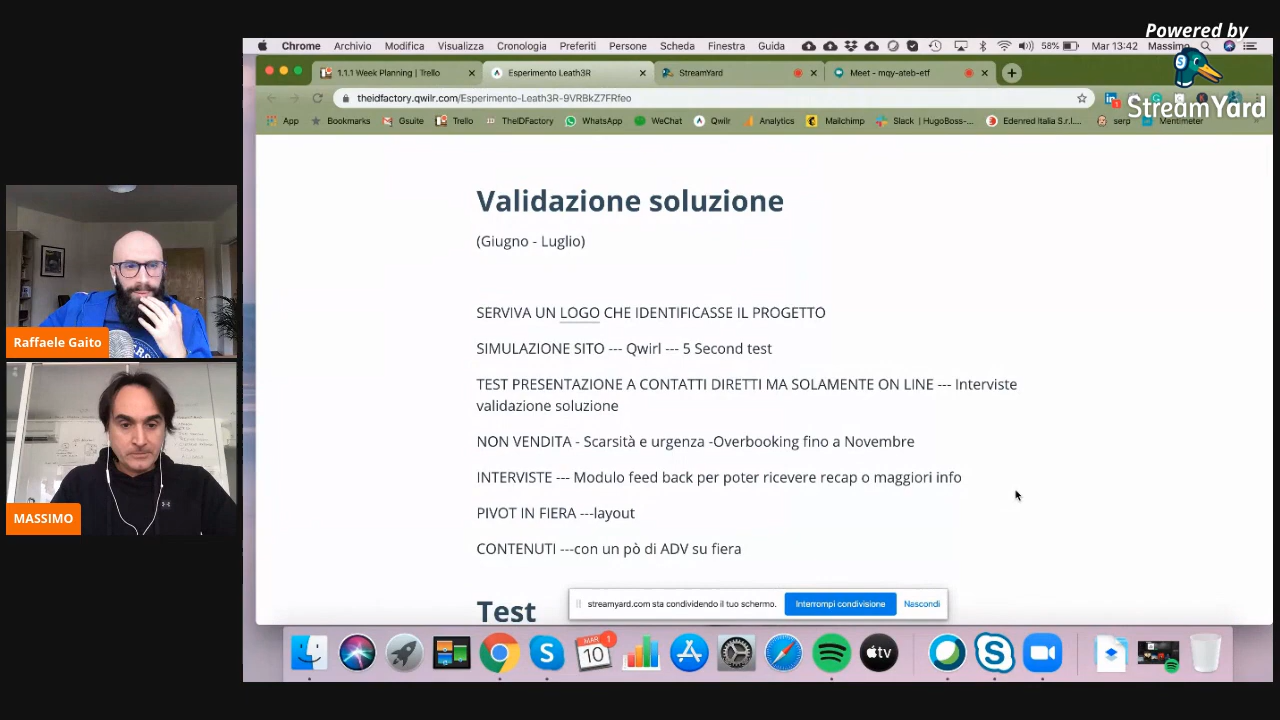 Powered by
StreamYard
Chrome Archivio Modifica Visualizza Cronologia Preferiti Persone Scheda Finestra Guida 58% Mar 13:42 Massimo
1.1.1 Week Planning | Trello
Esperimento Leath3R
StreamYard
Meet - mqy-ateb-etf
theidfactory.qwilr.com/Esperimento-Leath3R-9VRBkZ7FRfeo
App Bookmarks Gsuite Trello TheIDFactory WhatsApp WeChat Qwilr Analytics Mailchimp Slack | HugoBoss-... Edenred Italia S.r.l.... serp Mentimeter
Validazione soluzione
(Giugno - Luglio)
SERVIVA UN LOGO CHE IDENTIFICASSE IL PROGETTO
SIMULAZIONE SITO --- Qwirl --- 5 Second test
TEST PRESENTAZIONE A CONTATTI DIRETTI MA SOLAMENTE ON LINE --- Interviste
validazione soluzione
NON VENDITA - Scarsità e urgenza -Overbooking fino a Novembre
INTERVISTE --- Modulo feed back per poter ricevere recap o maggiori info
PIVOT IN FIERA ---layout
CONTENUTI ---con un pò di ADV su fiera
Test
streamyard.com sta condividendo il tuo schermo.
Interrompi condivisione
Nascondi
Raffaele Gaito
MASSIMO
MAR
10
1
tv